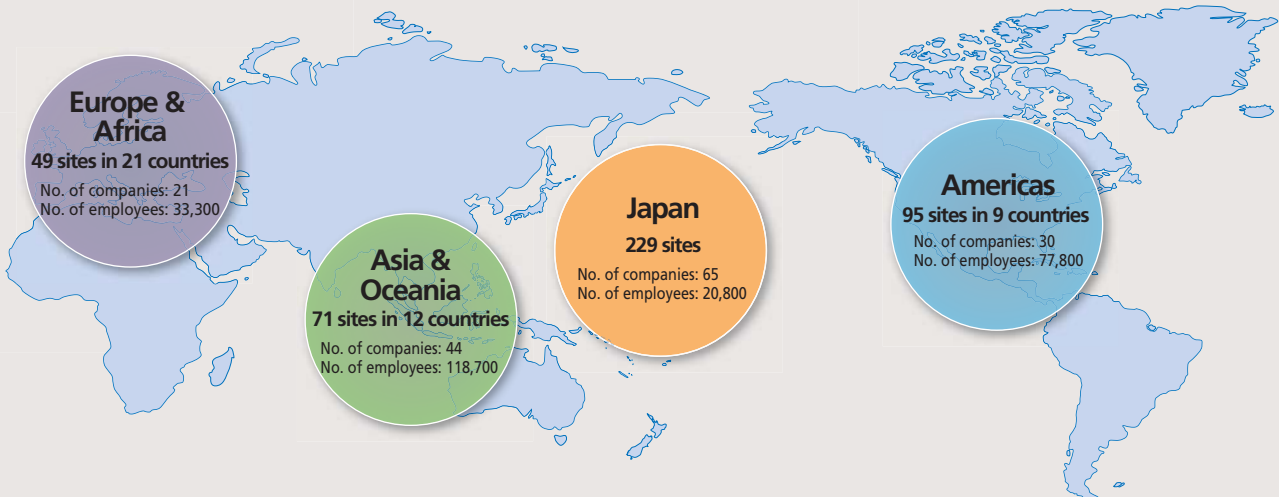 Europe &
Africa
49 sites in 21 countries
No. of companies: 21
No. of employees: 33,300
Asia &
Oceania
71 sites in 12 countries
No. of companies: 44
No. of employees: 118,700
Japan
229 sites
No. of companies: 65
No. of employees: 20,800
Americas
95 sites in 9 countries
No. of companies: 30
No. of employees: 77,800